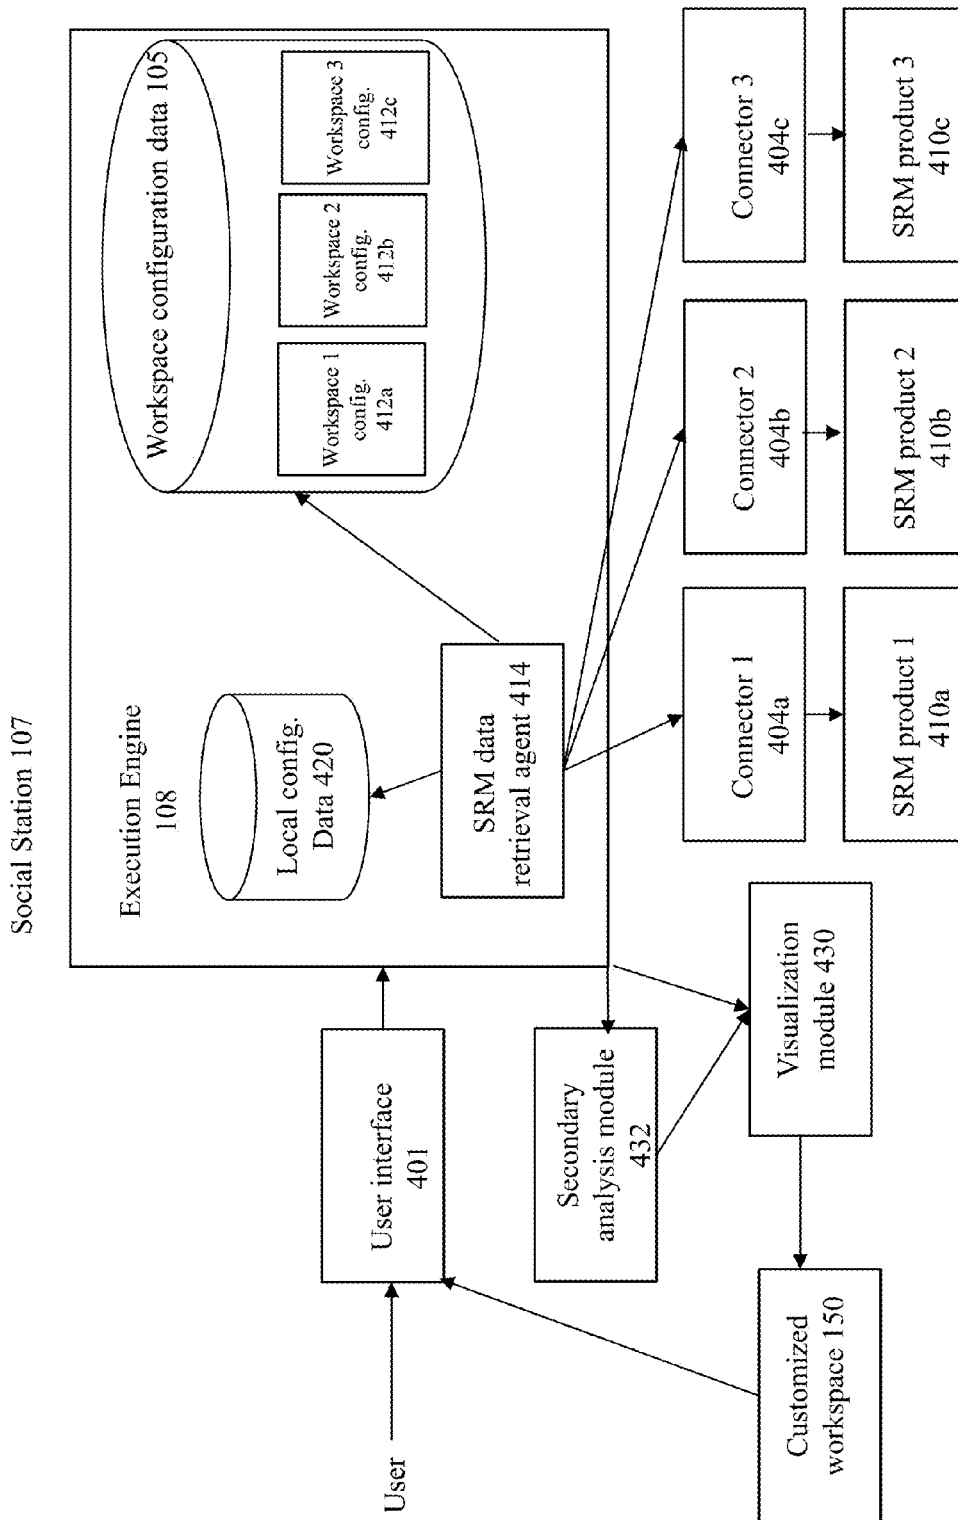 Social Station 107
Execution Engine
108
Workspace configuration data 105
Local config.
Data 420
Workspace 1
config.
412a
Workspace 2
config.
412b
Workspace 3
config.
412c
User
User interface
401
SRM data
retrieval agent 414
Secondary
analysis module
432
Connector 1
404a
Connector 2
404b
Connector 3
404c
Customized
workspace 150
Visualization
module 430
SRM product 1
410a
SRM product 2
410b
SRM product 3
410c